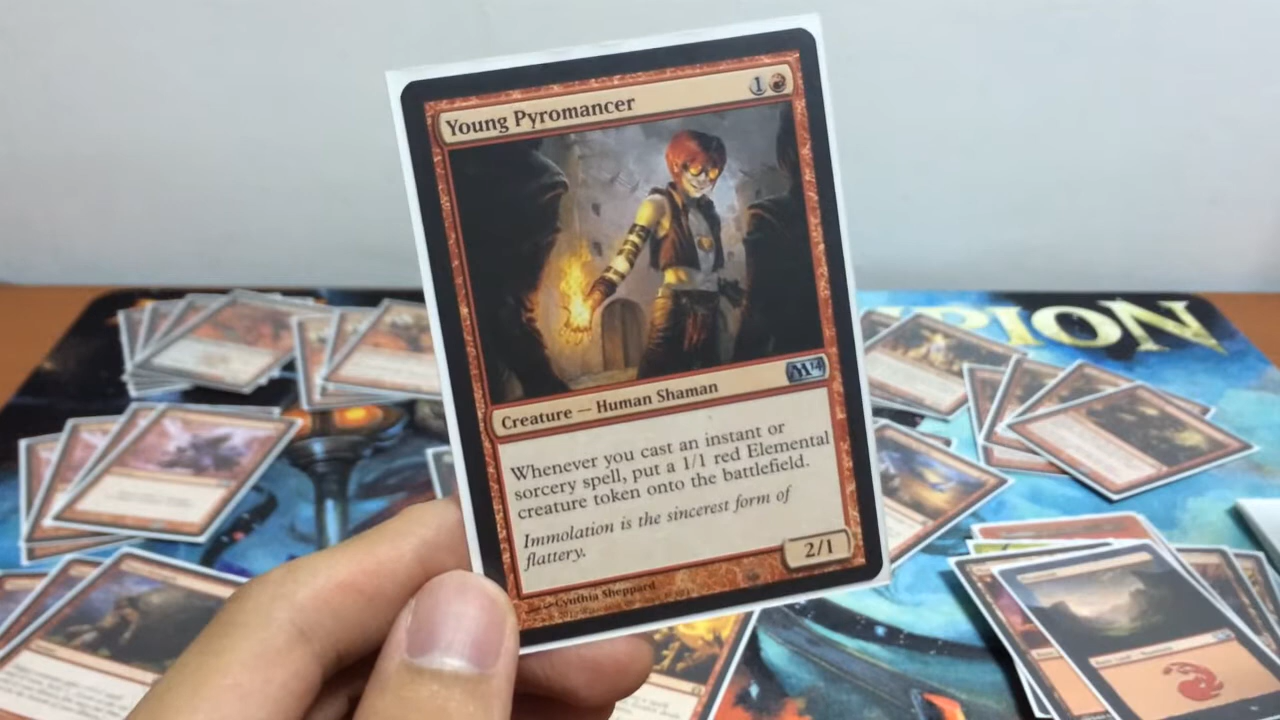 Young Pyromancer
1
M14
Creature — Human Shaman
Whenever you cast an instant or
sorcery spell, put a 1/1 red Elemental
creature token onto the battlefield.
Immolation is the sincerest form of
flattery.
2/1
Cynthia Sheppard
PION